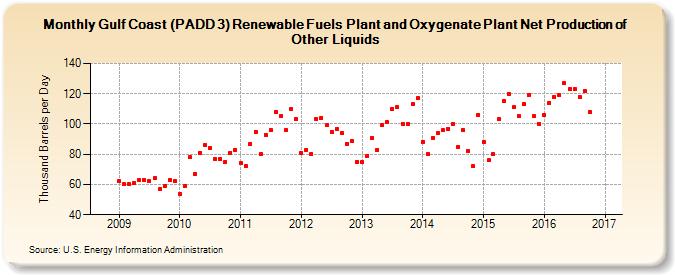 Monthly Gulf Coast (PADD 3) Renewable Fuels Plant and Oxygenate Plant Net Production of
Other Liquids
Thousand Barrels per Day
140
120
100
80
60
40
2009 2010 2011 2012 2013 2014 2015 2016 2017
Source: U.S. Energy Information Administration